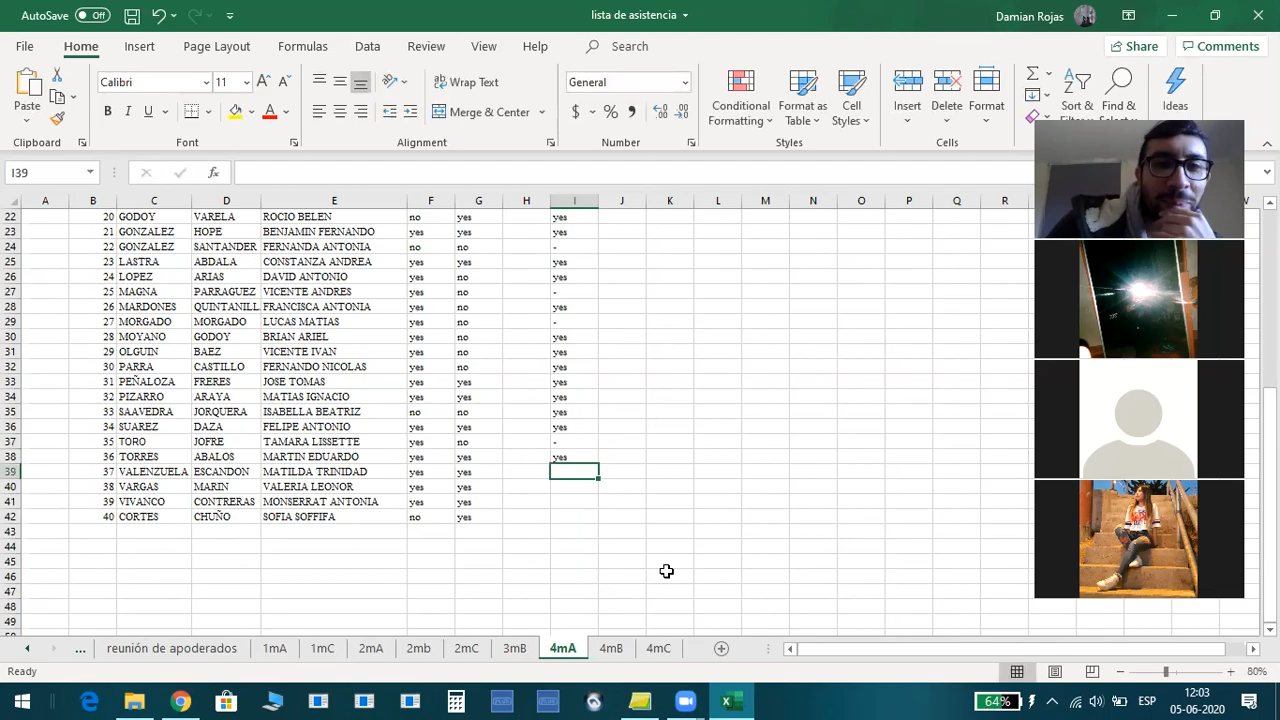 AutoSave Off
lista de asistencia
Damian Rojas
File Home Insert Page Layout Formulas Data Review View Help Search
Share Comments
Paste
Calibri 11
Wrap Text
Merge & Center
General
Conditional Formatting
Format as Table
Cell Styles
Insert
Delete
Format
Sort & Filter
Find & Select
Ideas
Clipboard Font Alignment Number Styles Cells
I39
A B C D E F G H I J K L M N O P Q R W
22 20 GODOY VARELA ROCIO BELEN no yes yes
23 21 GONZALEZ HOPE BENJAMIN FERNANDO yes yes yes
24 22 GONZALEZ SANTANDER FERNANDA ANTONIA no no -
25 23 LASTRA ABDALA CONSTANZA ANDREA yes yes yes
26 24 LOPEZ ARIAS DAVID ANTONIO yes no yes
27 25 MAGNA PARRAGUEZ VICENTE ANDRES yes no -
28 26 MARDONES QUINTANILL FRANCISCA ANTONIA yes no yes
29 27 MORGADO MORGADO LUCAS MATIAS yes no -
30 28 MOYANO GODOY BRIAN ARIEL yes no yes
31 29 OLGUIN BAEZ VICENTE IVAN yes no yes
32 30 PARRA CASTILLO FERNANDO NICOLAS yes no yes
33 31 PEÑALOZA FRERES JOSE TOMAS yes yes yes
34 32 PIZARRO ARAYA MATIAS IGNACIO yes yes yes
35 33 SAAVEDRA JORQUERA ISABELLA BEATRIZ no no yes
36 34 SUAREZ DAZA FELIPE ANTONIO yes yes yes
37 35 TORO JOFRE TAMARA LISSETTE yes no -
38 36 TORRES ABALOS MARTIN EDUARDO yes yes yes
39 37 VALENZUELA ESCANDON MATILDA TRINIDAD yes yes
40 38 VARGAS MARIN VALERIA LEONOR yes yes
41 39 VIVANCO CONTRERAS MONSERRAT ANTONIA yes yes
42 40 CORTES CHUÑO SOFIA SOFFIFA no yes
43
44
45
46
47
48
... reunión de apoderados 1mA 1mC 2mA 2mb 2mC 3mB 4mA 4mB 4mC
Ready
80%
64%
ESP
12:03
05-06-2020